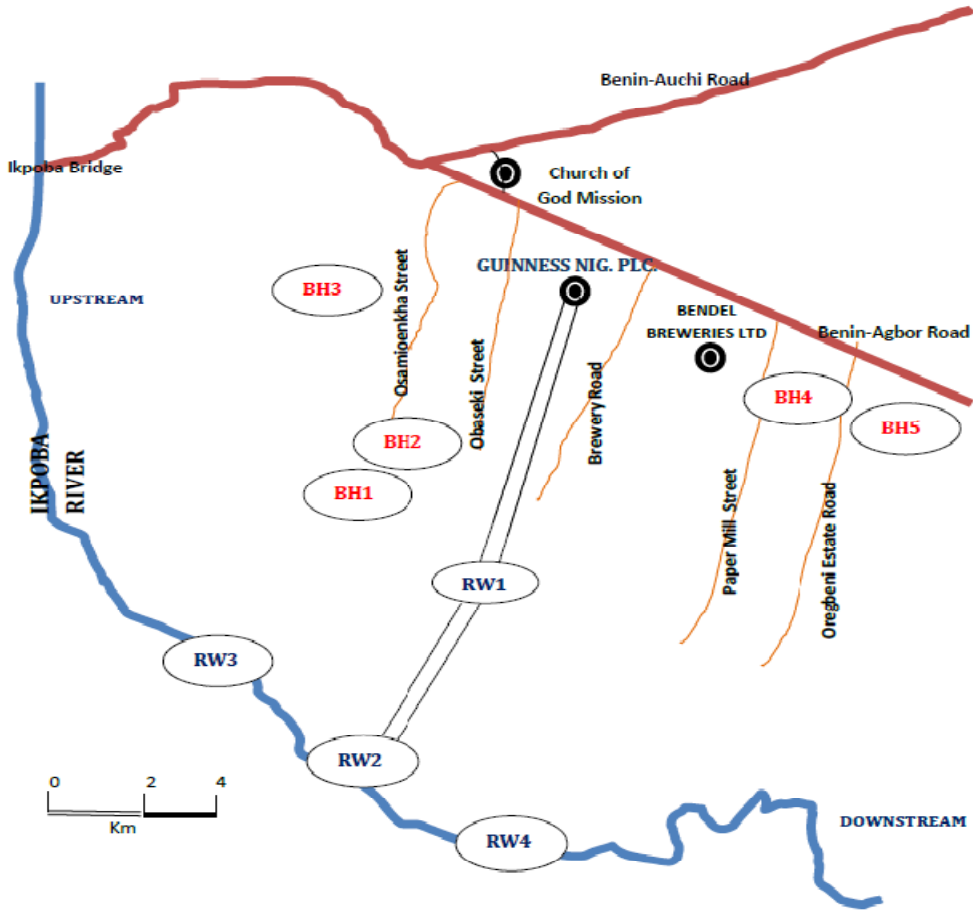 Benin-Auchi Road
Ikpoba Bridge
Church of
God Mission
GUINNESS NIG. PLC.
BH3
UPSTREAM
Osamioenkha Street
Obaseki Street
Brewery Road
BENDEL
BREWERIES LTD
Benin-Agbor Road
BH4
BH5
BH2
BH1
IKPOBA
RIVER
Paper Mill Street
Oregbeni Estate Road
RW1
RW3
RW2
0 2 4
Km
RW4
DOWNSTREAM